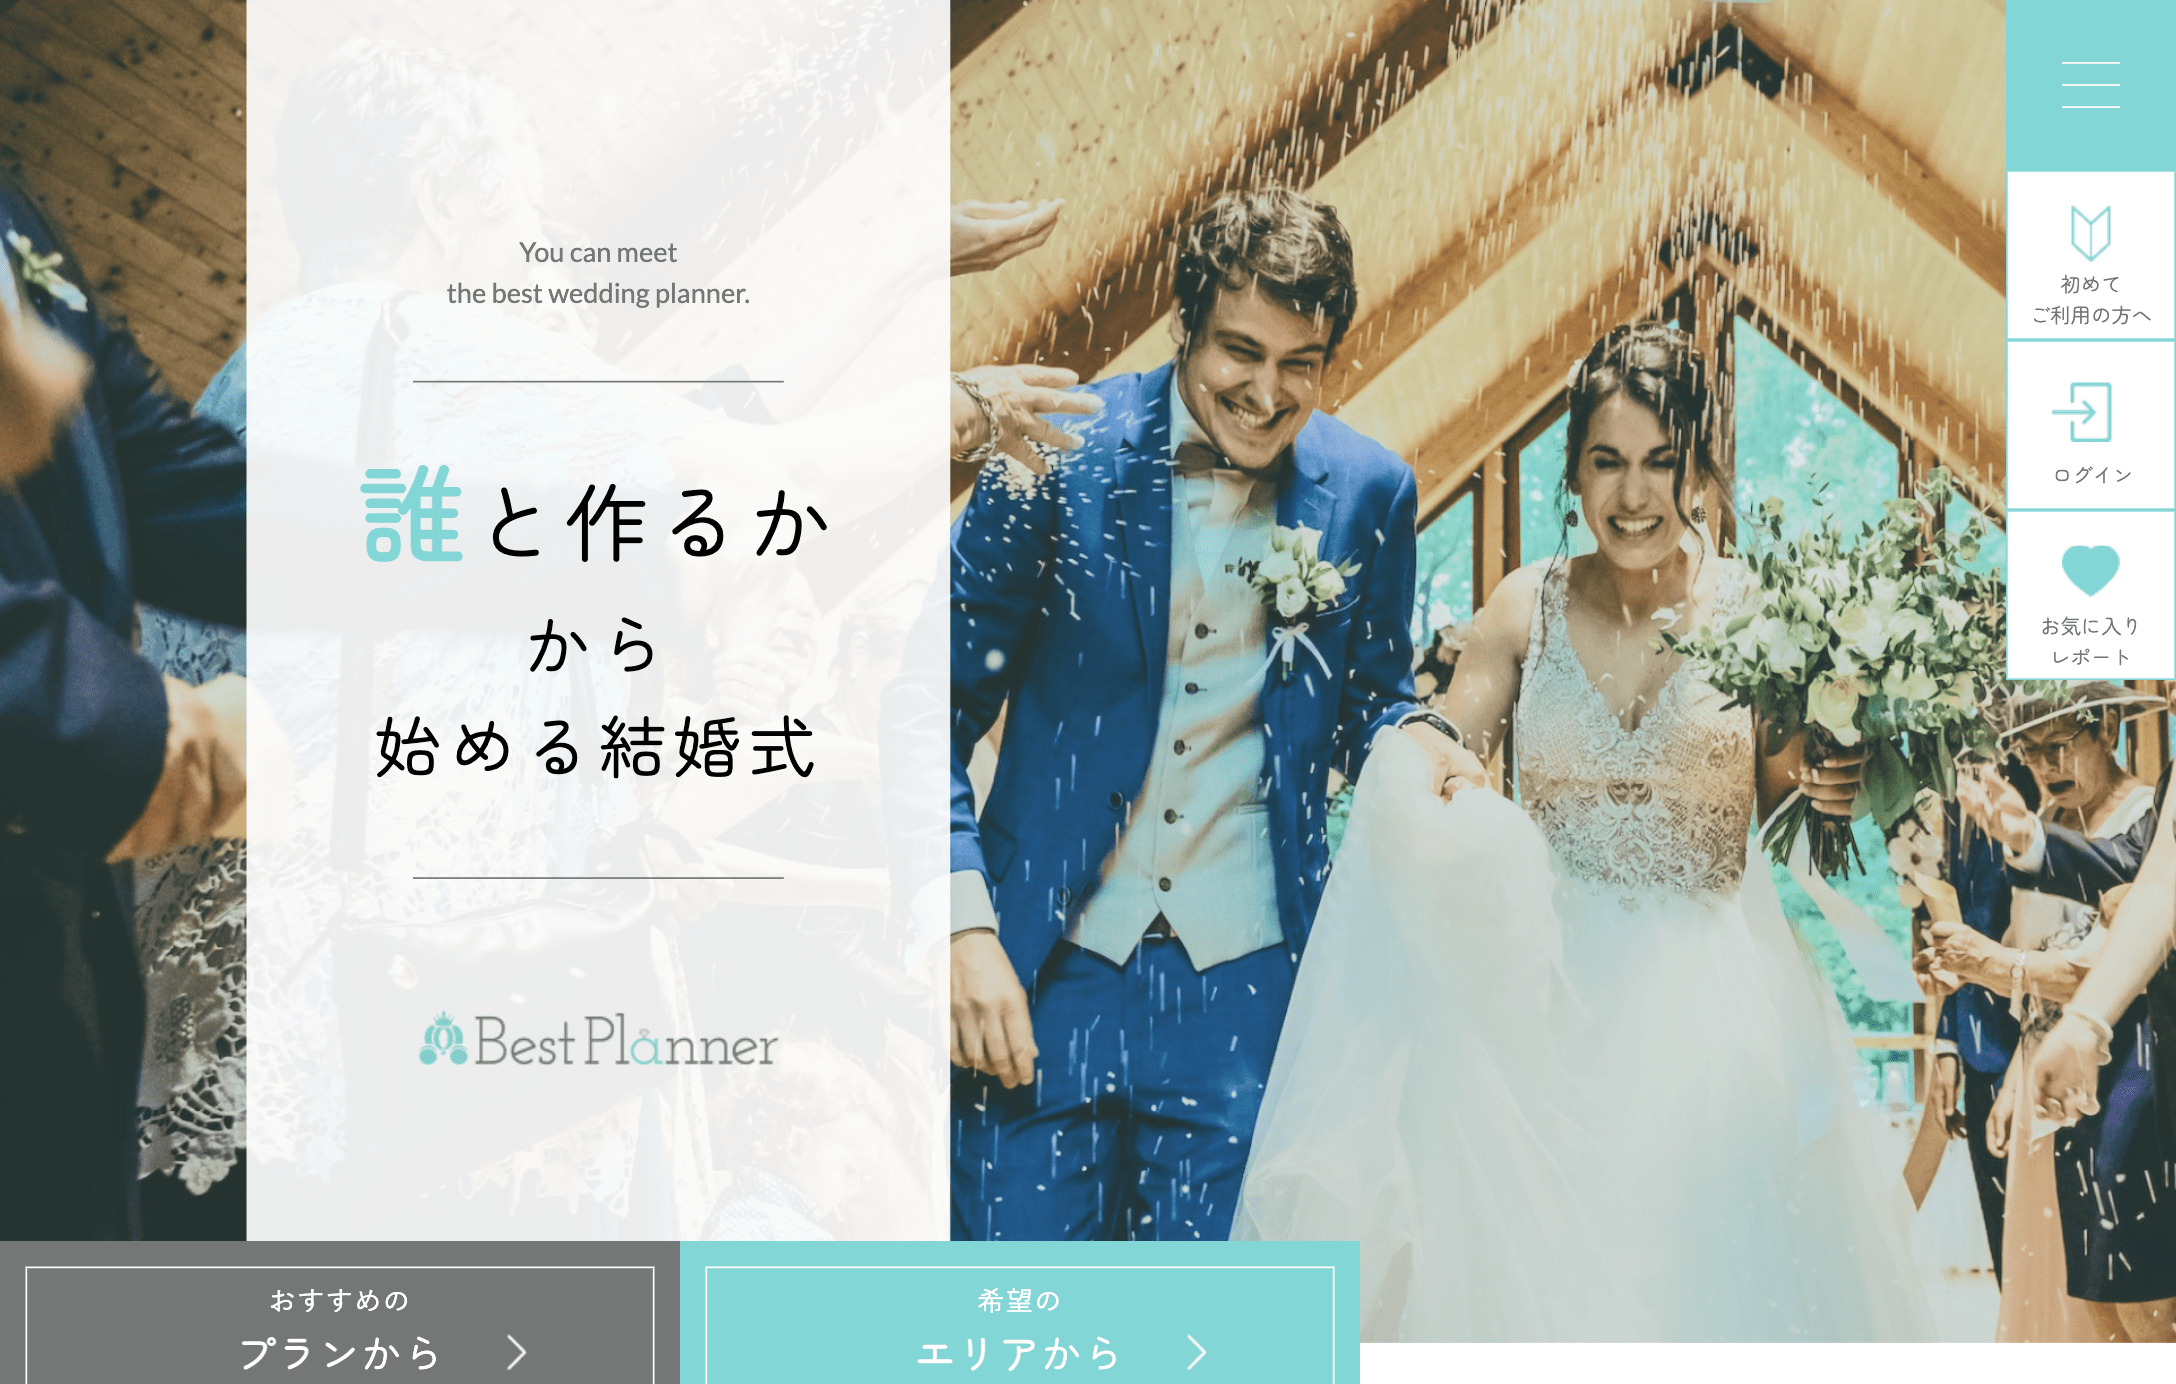 You can meet
the best wedding planner.
誰と作るか
から
始める結婚式
Best Planner
初めて
ご利用の方へ
ログイン
お気に入り
レポート
おすすめの
プランから
希望の
エリアから